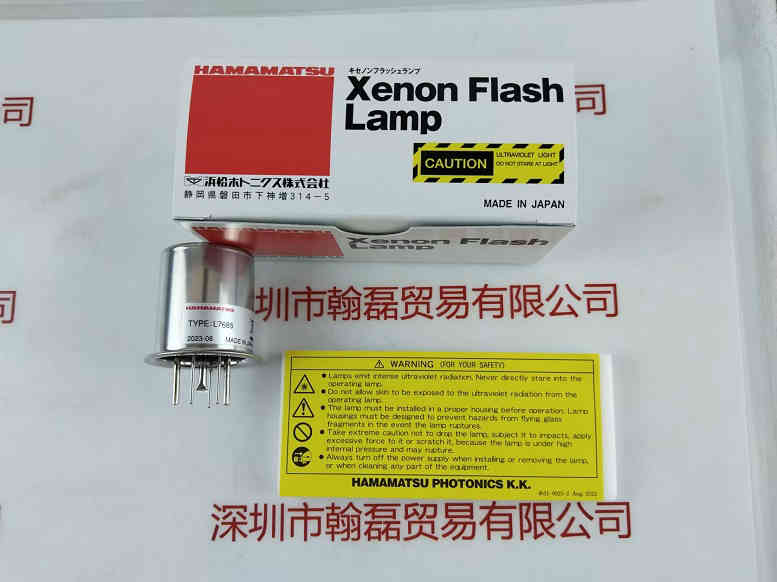 HAMAMATSU
キセノンフラッシュランプ
Xenon Flash
Lamp
CAUTION
ULTRAVIOLET LIGHT
DO NOT STARE AT LIGHT
浜松ホトニクス株式会社
静岡県磐田市下神増314-5
MADE IN JAPAN
司
司
Xenon Flash
Lamp
HAMAMATSU
TYPE:L7685
2023-08 MADE IN JA
深圳市翰磊贸易有限公司
WARNING (FOR YOUR SAFETY)
● Lamps emit intense ultraviolet radiation. Never directly stare into the
operating lamp.
● Do not allow skin to be exposed to the ultraviolet radiation from the
operating lamp.
● The lamp must be installed in a proper housing before operation. Lamp
housings must be designed to prevent hazards from flying glass
fragments in the event the lamp ruptures.
● Take extreme caution not to drop the lamp, subject it to impacts, apply
excessive force to it or scratch it, because the lamp is under high
internal pressure and may rupture.
● Always turn off the power supply when installing or removing the lamp,
or when cleaning any part of the equipment.
HAMAMATSU PHOTONICS K.K.
深圳市翰磊贸易有限公司